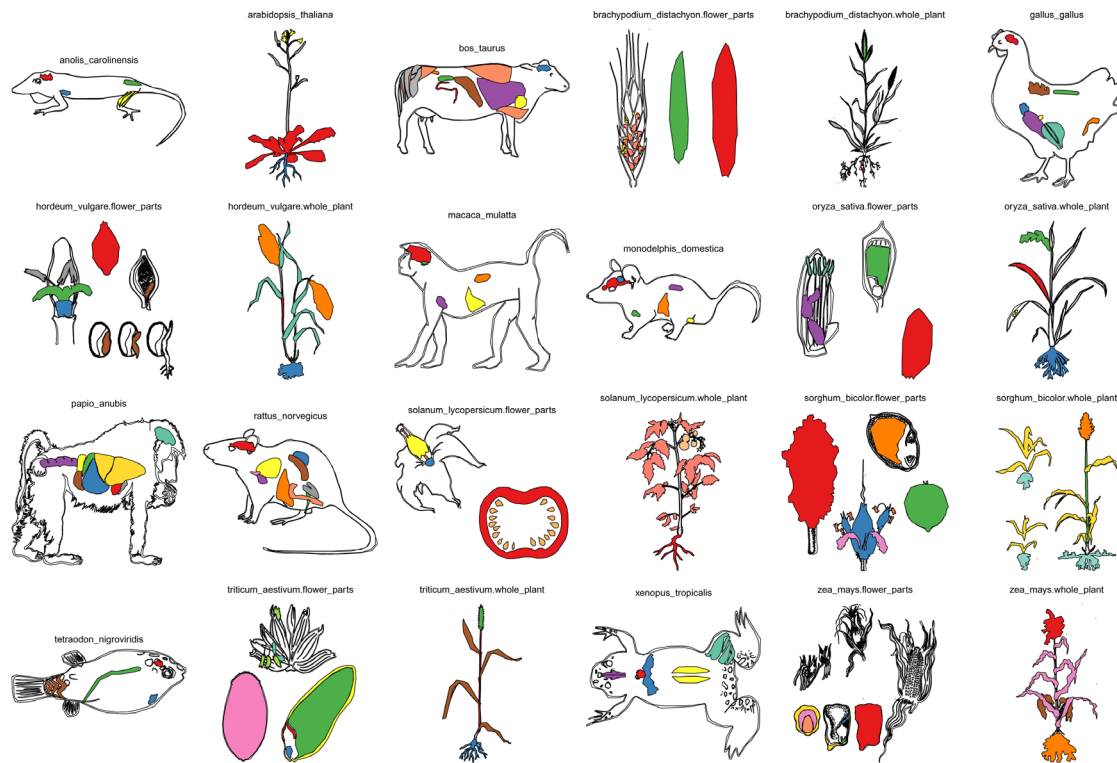 anolis_carolinensis
arabidopsis_thaliana
bos_taurus
brachypodium_distachyon.flower_parts
brachypodium_distachyon.whole_plant
gallus_gallus
hordeum_vulgare.flower_parts
hordeum_vulgare.whole_plant
macaca_mulatta
monodelphis_domestica
oryza_sativa.flower_parts
oryza_sativa.whole_plant
papio_anubis
rattus_norvegicus
solanum_lycopersicum.flower_parts
solanum_lycopersicum.whole_plant
sorghum_bicolor.flower_parts
sorghum_bicolor.whole_plant
tetraodon_nigroviridis
triticum_aestivum.flower_parts
triticum_aestivum.whole_plant
xenopus_tropicalis
zea_mays.flower_parts
zea_mays.whole_plant